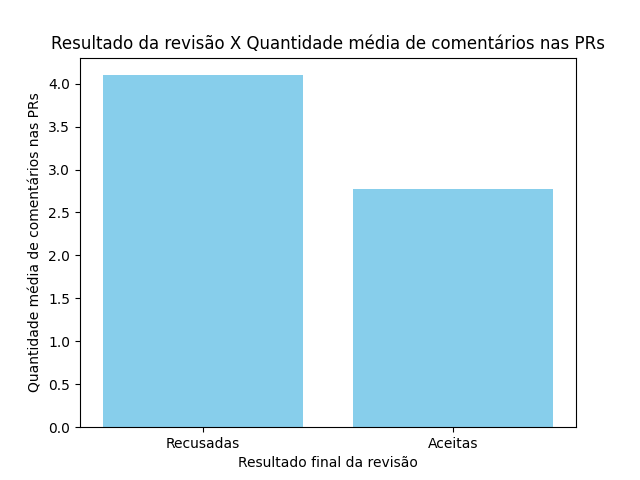 Resultado da revisão X Quantidade média de comentários nas PRs
Quantidade média de comentários nas PRs
4.0
3.5
3.0
2.5
2.0
1.5
1.0
0.5
0.0
Recusadas
Aceitas
Resultado final da revisão